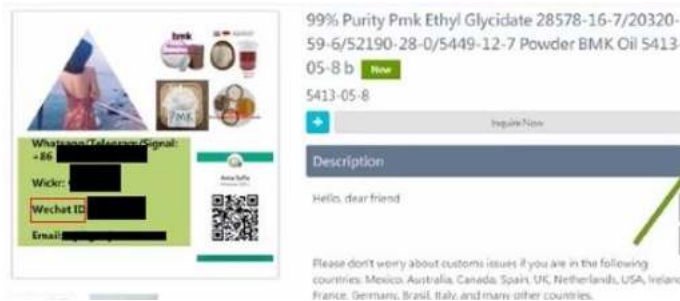 bmk
PMK
Whatsapp/Telegram/Signal:
+86
Wickr:
Wechat ID
Email:
99% Purity Pmk Ethyl Glycidate 28578-16-7/20320-
59-6/52190-28-0/5449-12-7 Powder BMK Oil 5413-
05-8 b New
5413-05-8
Inquire Now
Description
Hello, dear friend
Please don't worry about customs issues if you are in the following
countries: Mexico, Australia, Canada, Spain, UK, Netherlands, USA, Ireland
France, Germany, Brasil, Italy, and many other countries.